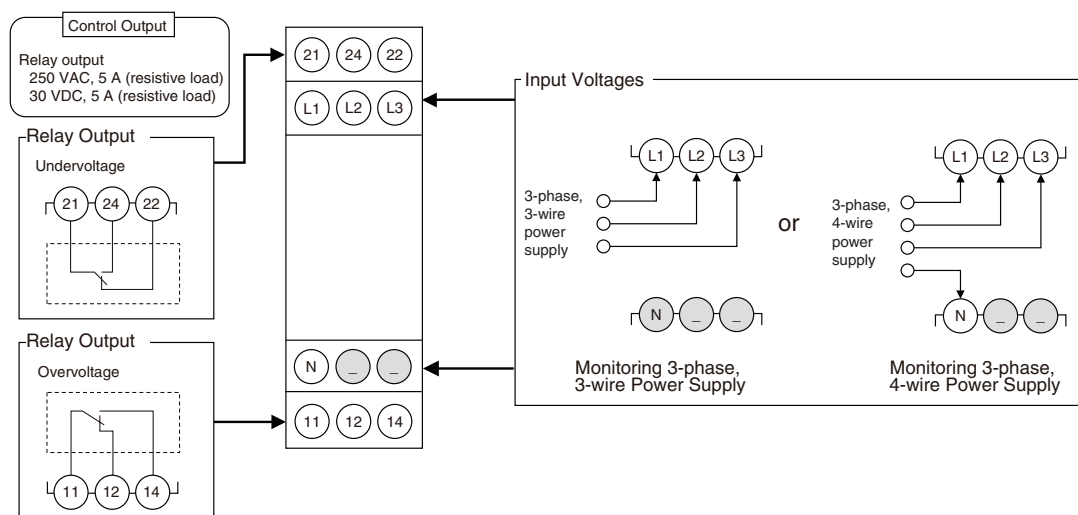 Control Output
Relay output
250 VAC, 5 A (resistive load)
30 VDC, 5 A (resistive load)
Relay Output
Undervoltage
21 24 22
Relay Output
Overvoltage
11 12 14
21 24 22
L1 L2 L3
N _ _
11 12 14
Input Voltages
L1 L2 L3
3-phase,
3-wire
power
supply
N _ _
Monitoring 3-phase,
3-wire Power Supply
or
L1 L2 L3
3-phase,
4-wire
power
supply
N _ _
Monitoring 3-phase,
4-wire Power Supply